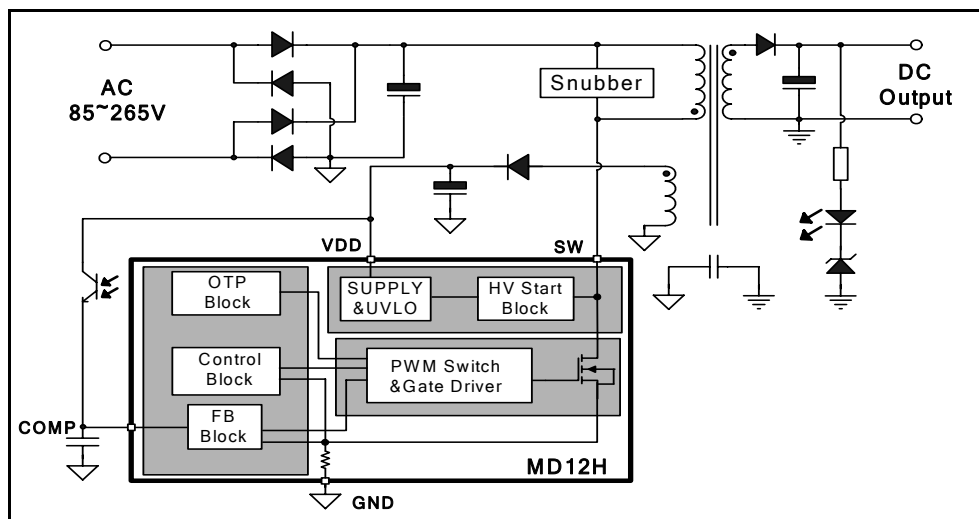 AC
85~265V
Snubber
DC
Output
VDD
SW
OTP
Block
SUPPLY
&UVLO
HV Start
Block
Control
Block
PWM Switch
&Gate Driver
FB
Block
COMP
MD12H
GND